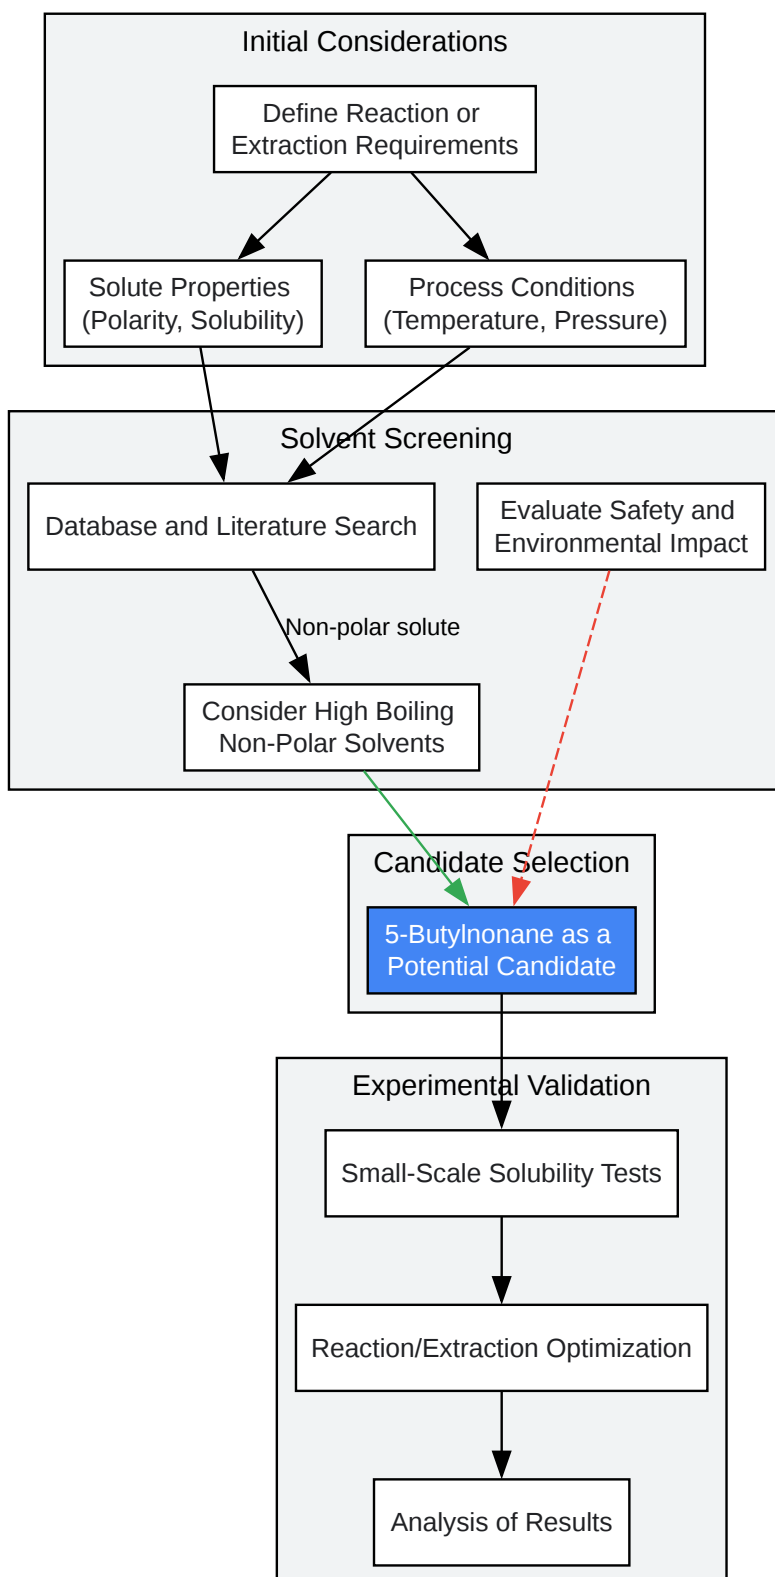 Initial Considerations
Define Reaction or
Extraction Requirements
Solute Properties
(Polarity, Solubility)
Process Conditions
(Temperature, Pressure)
Solvent Screening
Database and Literature Search
Evaluate Safety and
Environmental Impact
Non-polar solute
Consider High Boiling
Non-Polar Solvents
Candidate Selection
5-Butylnonane as a
Potential Candidate
Experimental Validation
Small-Scale Solubility Tests
Reaction/Extraction Optimization
Analysis of Results